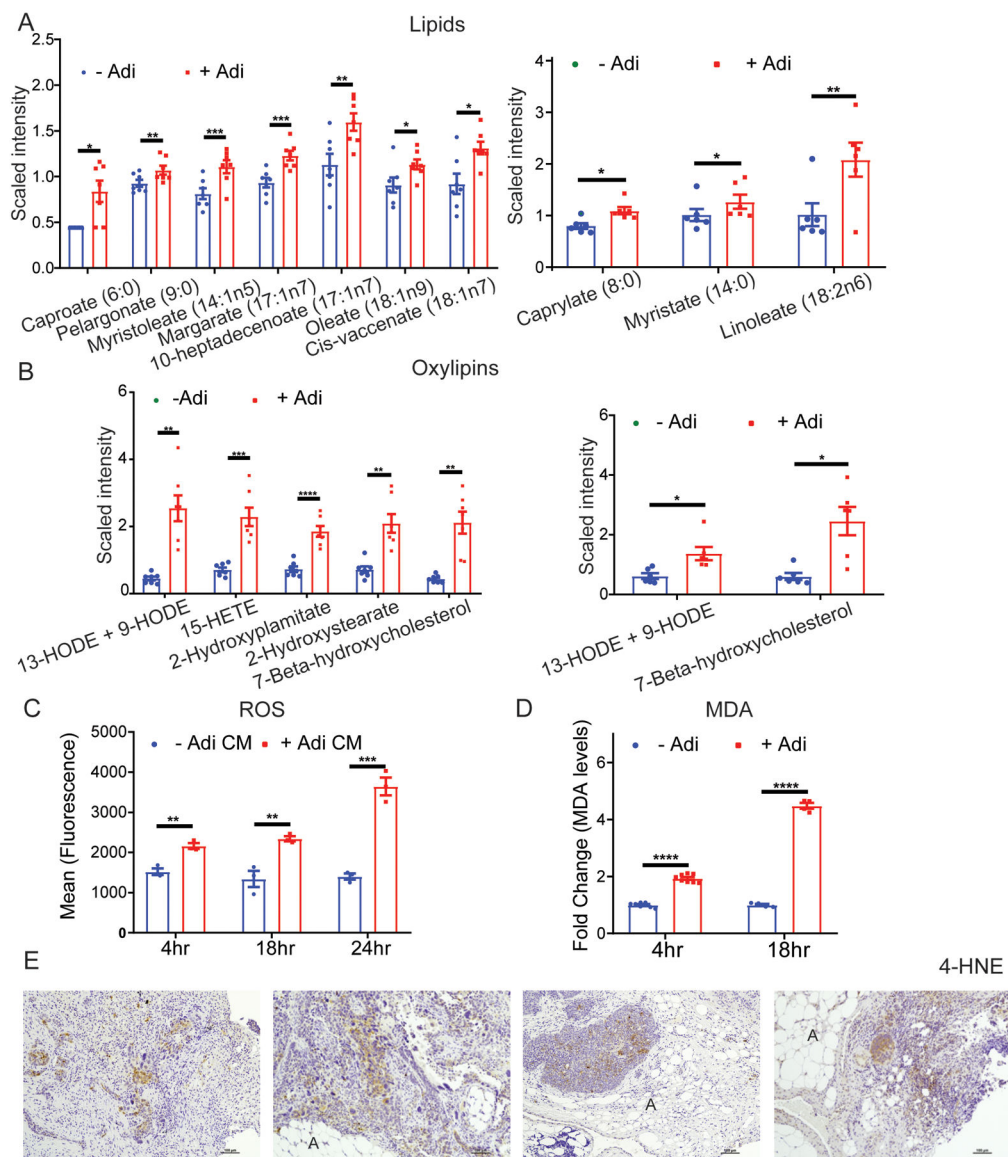 A
Lipids
2.5
2.0
1.5
1.0
0.5
0.0
Scaled intensity
- Adi
+ Adi
*
**
***
***
**
*
*
Caproate (6:0)
Pelargonate (9:0)
Myristoleate (14:1n5)
Margarate (17:1n7)
10-heptadecenoate (17:1n7)
Oleate (18:1n9)
Cis-vaccenate (18:1n7)
4
3
2
1
0
Scaled intensity
- Adi
+ Adi
*
*
**
Caprylate (8:0)
Myristate (14:0)
Linoleate (18:2n6)
B
Oxylipins
6
4
2
0
Scaled intensity
-Adi
+ Adi
**
***
****
**
**
13-HODE + 9-HODE
15-HETE
2-Hydroxyplamitate
2-Hydroxystearate
7-Beta-hydroxycholesterol
6
4
2
0
Scaled intensity
- Adi
+ Adi
*
*
13-HODE + 9-HODE
7-Beta-hydroxycholesterol
C
ROS
5000
4000
3000
2000
1000
0
Mean (Fluorescence)
- Adi CM
+ Adi CM
**
**
***
4hr
18hr
24hr
D
MDA
6
4
2
0
Fold Change (MDA levels)
- Adi
+ Adi
****
****
4hr
18hr
E
4-HNE
A
A
A
100 µm